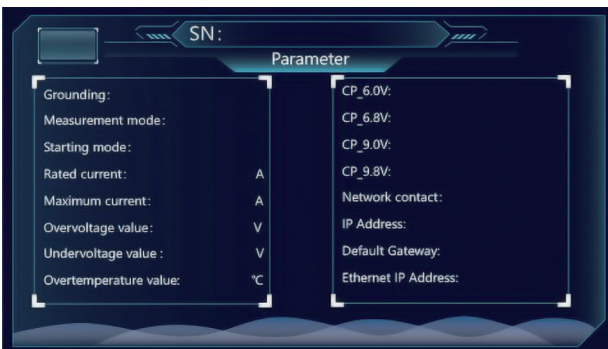 SN:
Parameter
Grounding:
Measurement mode:
Starting mode:
Rated current: A
Maximum current: A
Overvoltage value: V
Undervoltage value : V
Overtemperature value: ℃
CP_6.0V:
CP_6.8V:
CP_9.0V:
CP_9.8V:
Network contact:
IP Address:
Default Gateway:
Ethernet IP Address: